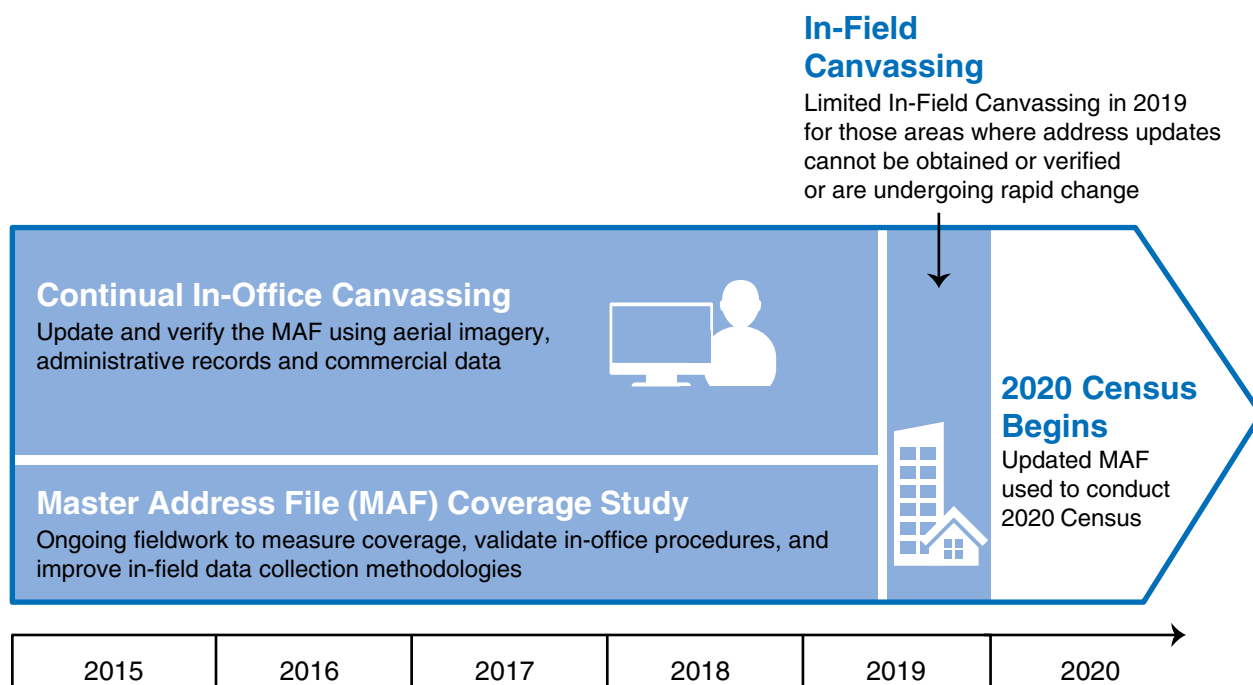 In-Field
Canvassing
Limited In-Field Canvassing in 2019
for those areas where address updates
cannot be obtained or verified
or are undergoing rapid change
Continual In-Office Canvassing
Update and verify the MAF using aerial imagery,
administrative records and commercial data
Master Address File (MAF) Coverage Study
Ongoing fieldwork to measure coverage, validate in-office procedures, and
improve in-field data collection methodologies
2020 Census
Begins
Updated MAF
used to conduct
2020 Census
2015 2016 2017 2018 2019 2020